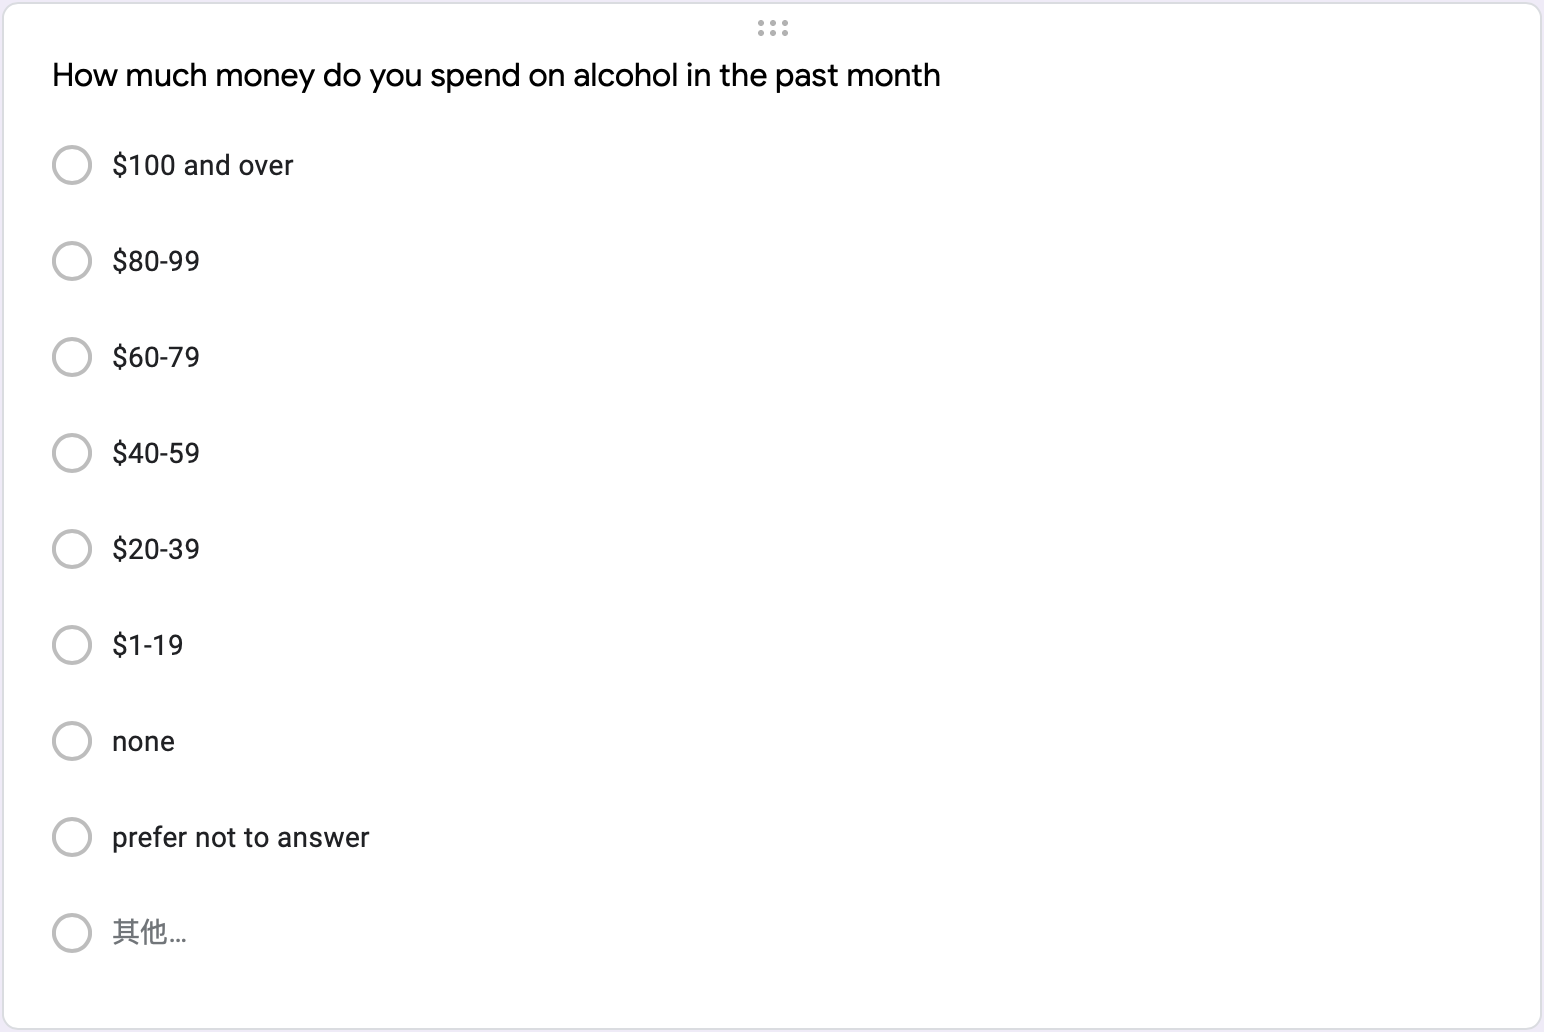 How much money do you spend on alcohol in the past month
$100 and over
$80-99
$60-79
$40-59
$20-39
$1-19
none
prefer not to answer
其他...